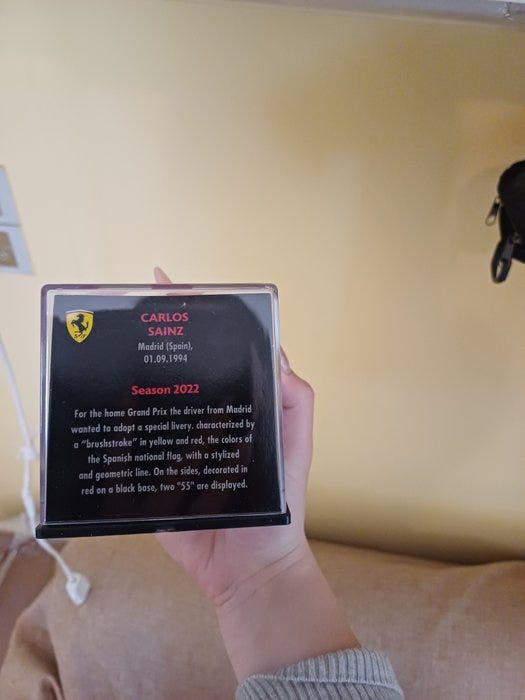 CARLOS
SAINZ
Madrid (Spain),
01.09.1994
Season 2022
For the home Grand Prix the driver from Madrid
wanted to adopt a special livery. characterized by
a "brushstroke" in yellow and red, the colors of
the Spanish national flag, with a stylized
and geometric line. On the sides, decorated in
red on a black base, two "55" are displayed.